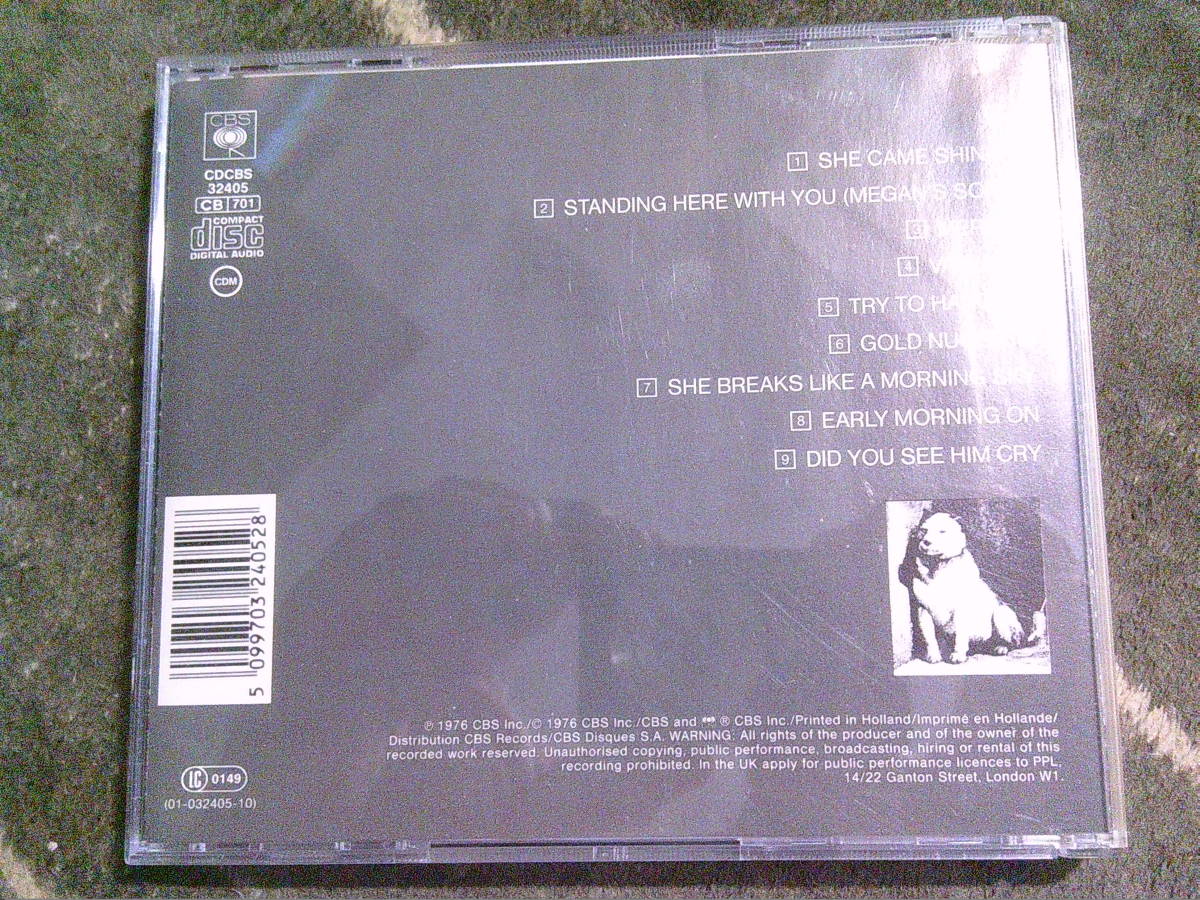 CBS
CDCBS
32405
CB 701
COMPACT
disc
DIGITAL AUDIO
CDM
1 SHE CAME
2 STANDING HERE WITH YOU (MEGAN'S
3
4
5 TRY TO
6 GOLD
7 SHE BREAKS LIKE A MORNING SKY
8 EARLY MORNING ON
9 DID YOU SEE HIM CRY
5 099703 240528
℗ 1976 CBS Inc./© 1976 CBS Inc./CBS and ® CBS Inc./Printed in Holland/Imprimé en Hollande/
Distribution CBS Records/CBS Disques S.A. WARNING: All rights of the producer and of the owner of the
recorded work reserved. Unauthorised copying, public performance, broadcasting, hiring or rental of this
recording prohibited. In the UK apply for public performance licences to PPL,
14/22 Ganton Street, London W1.
LC 0149
(01-032405-10)